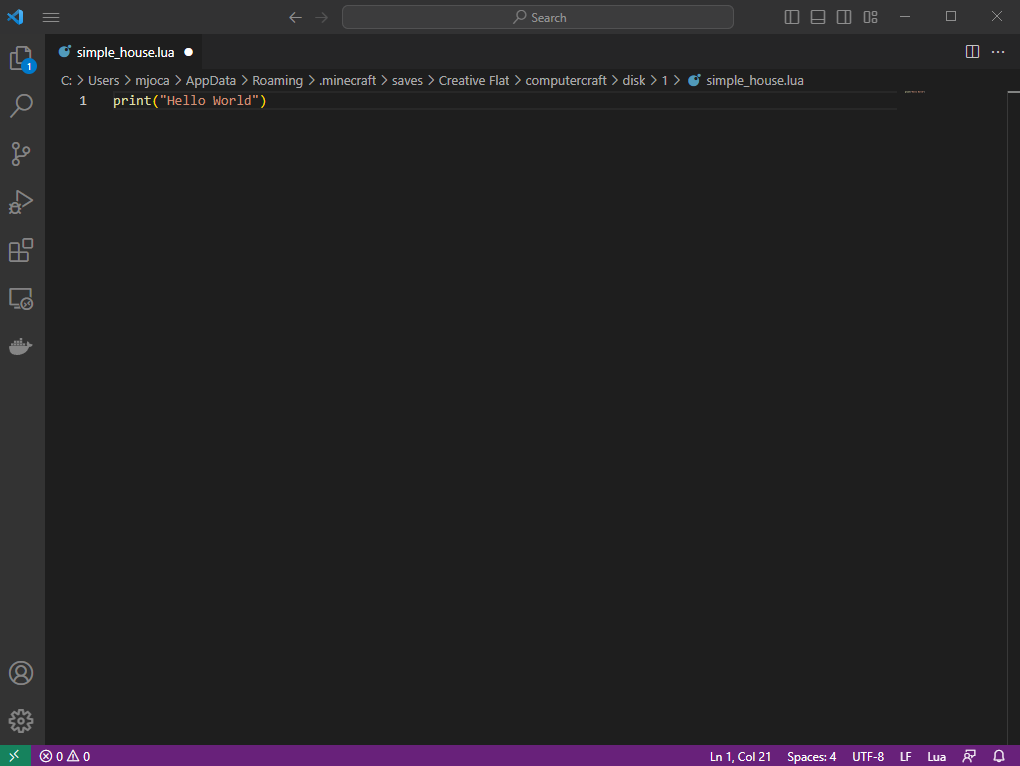 Search
simple_house.lua
1
C: > Users > mjoca > AppData > Roaming > .minecraft > saves > Creative Flat > computercraft > disk > 1 > simple_house.lua
1 print("Hello World")
0 0 Ln 1, Col 21 Spaces: 4 UTF-8 LF Lua